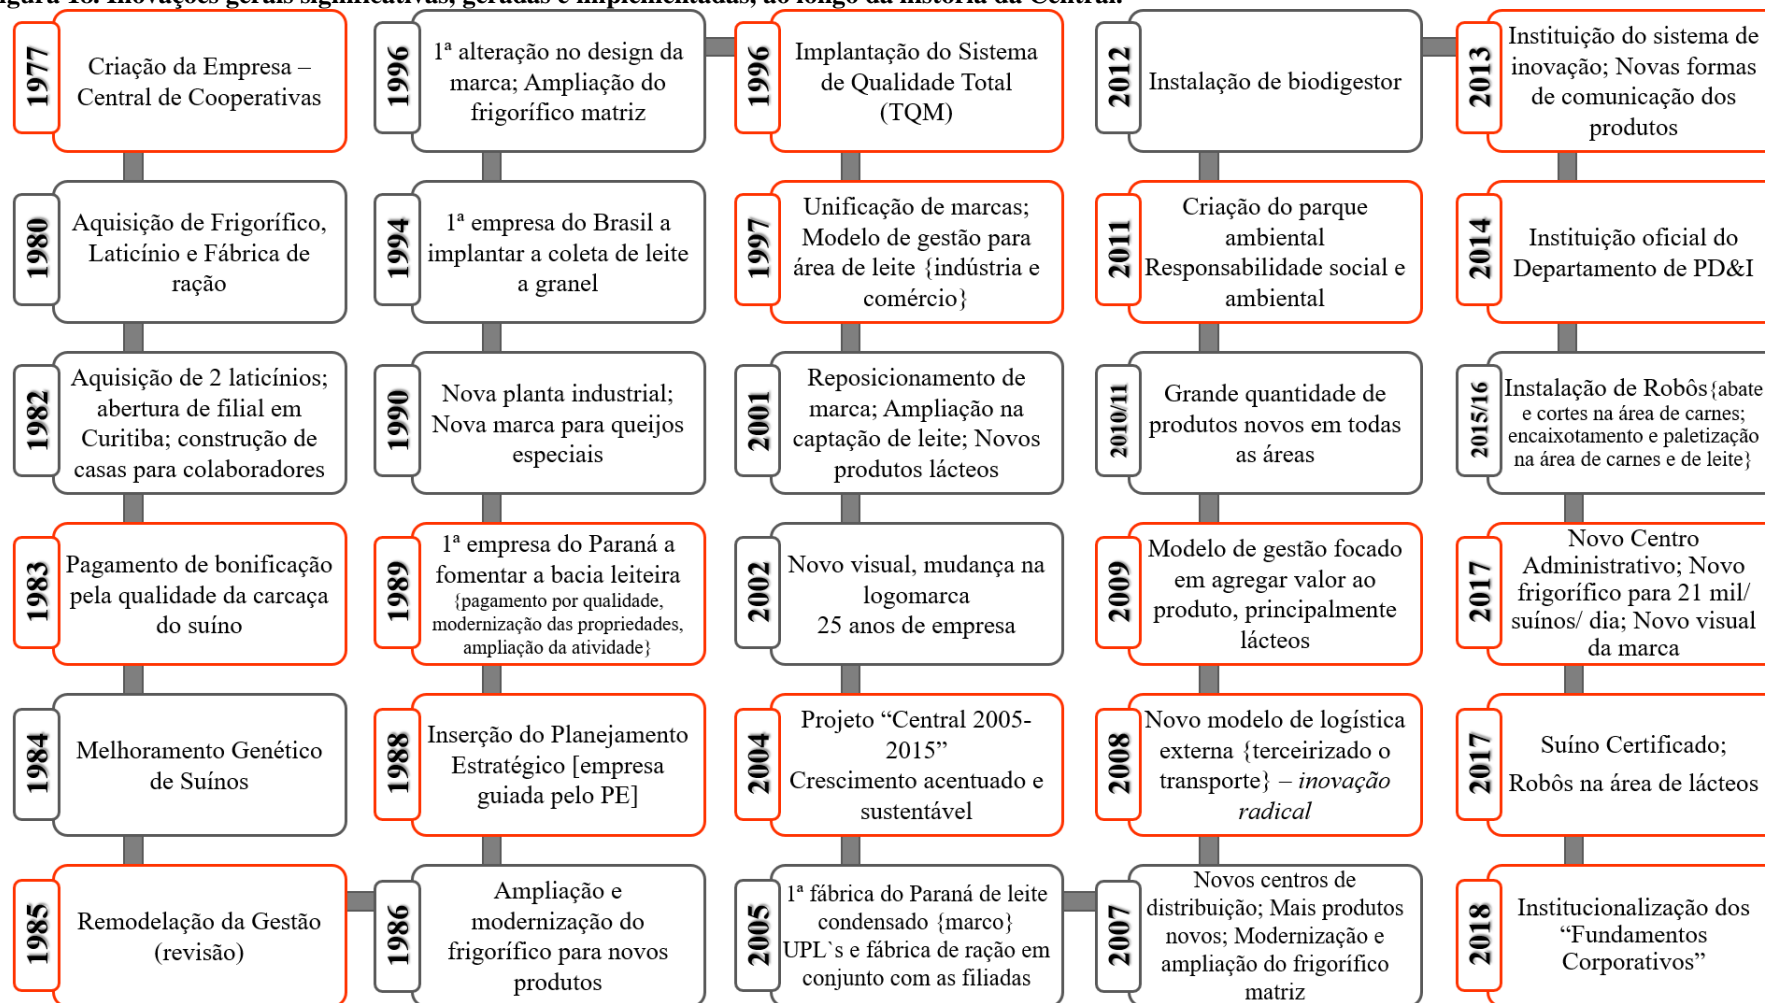 igura 18. Inovações gerais significativas, geradas e implementadas, ao longo da história da Central.
1977
Criação da Empresa –
Central de Cooperativas
1980
Aquisição de Frigorífico,
Laticínio e Fábrica de
ração
1982
Aquisição de 2 laticínios;
abertura de filial em
Curitiba; construção de
casas para colaboradores
1983
Pagamento de bonificação
pela qualidade da carcaça
do suíno
1984
Melhoramento Genético
de Suínos
1985
Remodelação da Gestão
(revisão)
1986
Ampliação e
modernização do
frigorífico para novos
produtos
1988
Inserção do Planejamento
Estratégico [empresa
guiada pelo PE]
1989
1ª empresa do Paraná a
fomentar a bacia leiteira
{pagamento por qualidade,
modernização das propriedades,
ampliação da atividade}
1990
Nova planta industrial;
Nova marca para queijos
especiais
1994
1ª empresa do Brasil a
implantar a coleta de leite
a granel
1996
1ª alteração no design da
marca; Ampliação do
frigorífico matriz
1996
Implantação do Sistema
de Qualidade Total
(TQM)
1997
Unificação de marcas;
Modelo de gestão para
área de leite {indústria e
comércio}
2001
Reposicionamento de
marca; Ampliação na
captação de leite; Novos
produtos lácteos
2002
Novo visual, mudança na
logomarca
25 anos de empresa
2004
Projeto “Central 2005-
2015”
Crescimento acentuado e
sustentável
2005
1ª fábrica do Paraná de leite
condensado {marco}
UPL`s e fábrica de ração em
conjunto com as filiadas
2007
Novos centros de
distribuição; Mais produtos
novos; Modernização e
ampliação do frigorífico
matriz
2008
Novo modelo de logística
externa {terceirizado o
transporte} – inovação
radical
2009
Modelo de gestão focado
em agregar valor ao
produto, principalmente
lácteos
2010/11
Grande quantidade de
produtos novos em todas
as áreas
2011
Criação do parque
ambiental
Responsabilidade social e
ambiental
2012
Instalação de biodigestor
2013
Instituição do sistema de
inovação; Novas formas
de comunicação dos
produtos
2014
Instituição oficial do
Departamento de PD&I
2015/16
Instalação de Robôs{abate
e cortes na área de carnes;
encaixotamento e paletização
na área de carnes e de leite}
2017
Novo Centro
Administrativo; Novo
frigorífico para 21 mil/
suínos/ dia; Novo visual
da marca
2017
Suíno Certificado;
Robôs na área de lácteos
2018
Institucionalização dos
“Fundamentos
Corporativos”